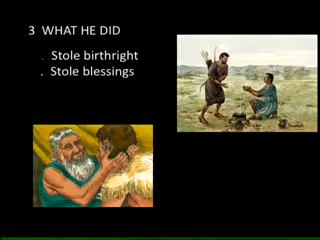 3 WHAT HE DID
. Stole birthright
. Stole blessings